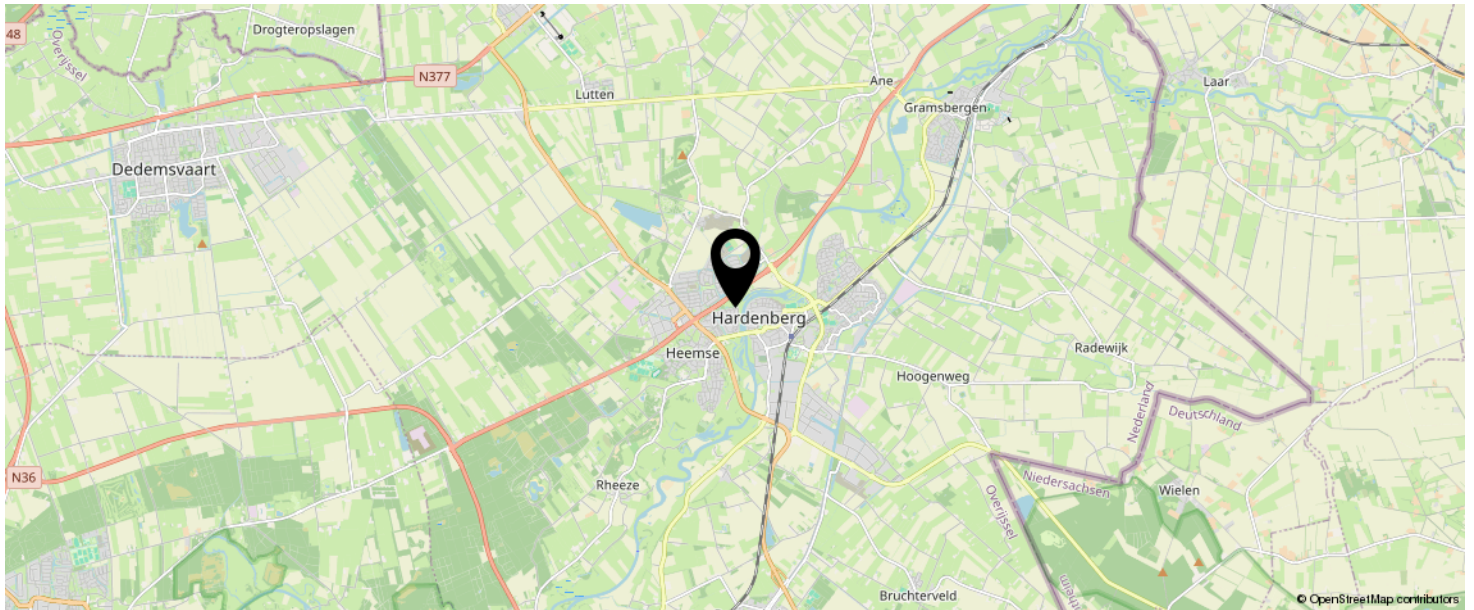 Drogteropslagen
48
Overijssel
N377
Lutten
Ane
Laar
Gramsbergen
Dedemsvaart
Hardenberg
Heemse
Radewijk
Hoogenweg
Nederland
Deutschland
N36
Rheeze
Niedersachsen
Wielen
Overijssel
Bruchterveld
© OpenStreetMap contributors